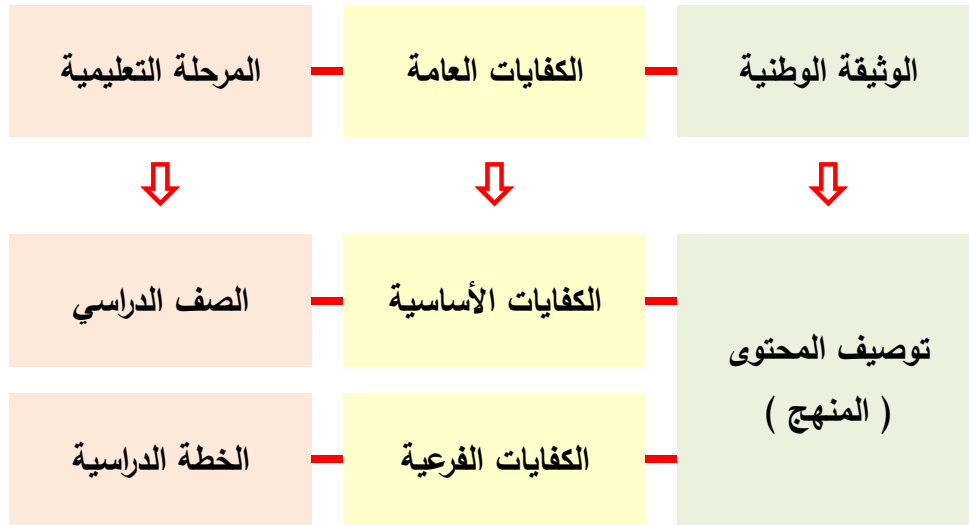 الوثيقة الوطنية
الكفايات العامة
المرحلة التعليمية
توصيف المحتوى
( المنهج )
الكفايات الأساسية
الصف الدراسي
الكفايات الفرعية
الخطة الدراسية